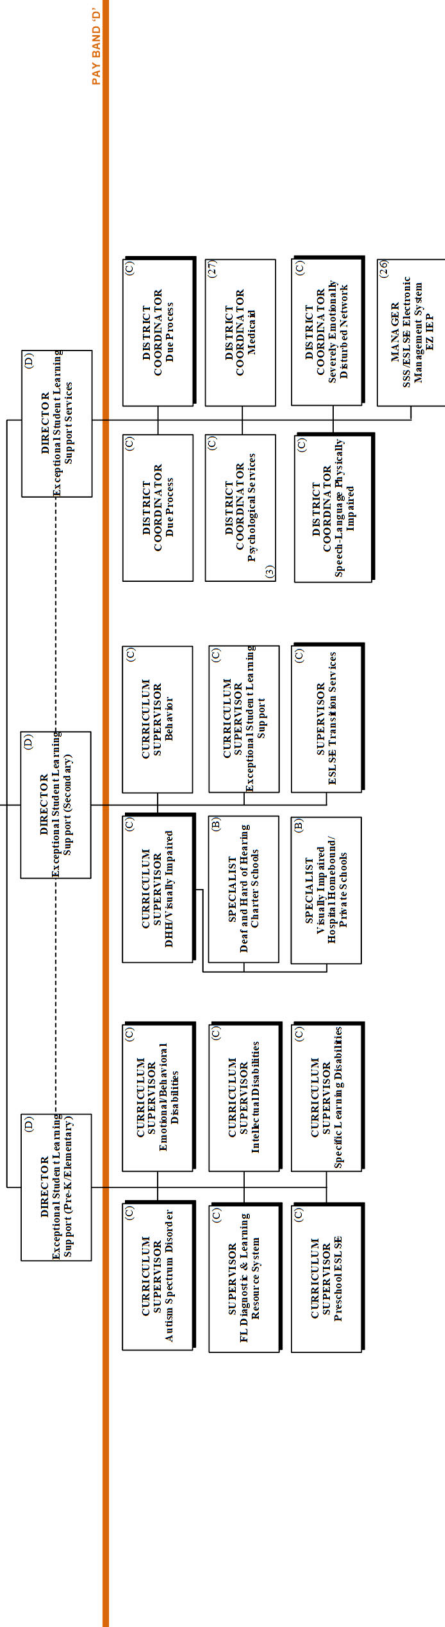 (D)
DIRECTOR
Exceptional Student Learning
Support (Pre-K/Elementary)
(D)
DIRECTOR
Exceptional Student Learning
Support (Secondary)
(D)
DIRECTOR
Exceptional Student Learning
Support Services
PAY BAND 'D'
(C)
CURRICULUM
SUPERVISOR
Autism Spectrum Disorder
(C)
CURRICULUM
SUPERVISOR
Emotional/Behavioral
Disabilities
(C)
CURRICULUM
SUPERVISOR
DHH/Visually Impaired
(C)
CURRICULUM
SUPERVISOR
Behavior
(C)
DISTRICT
COORDINATOR
Due Process
(C)
DISTRICT
COORDINATOR
Due Process
(C)
SUPERVISOR
FL Diagnostic & Learning
Resource System
(C)
CURRICULUM
SUPERVISOR
Intellectual Disabilities
(B)
SPECIALIST
Deaf and Hard of Hearing
Charter Schools
(C)
CURRICULUM
SUPERVISOR
Exceptional Student Learning
Support
(C)
DISTRICT
COORDINATOR
Psychological Services
(3)
(27)
DISTRICT
COORDINATOR
Medicaid
(C)
CURRICULUM
SUPERVISOR
Preschool ESLSE
(C)
CURRICULUM
SUPERVISOR
Specific Learning Disabilities
(B)
SPECIALIST
Visually Impaired
Hospital Homebound/
Private Schools
(C)
SUPERVISOR
ESLSE Transition Services
(C)
DISTRICT
COORDINATOR
Speech-Language Physically
Impaired
(C)
DISTRICT
COORDINATOR
Severely Emotionally
Disturbed Network
(26)
MANAGER
SSS/ESLSE Electronic
Management System
EZ IEP